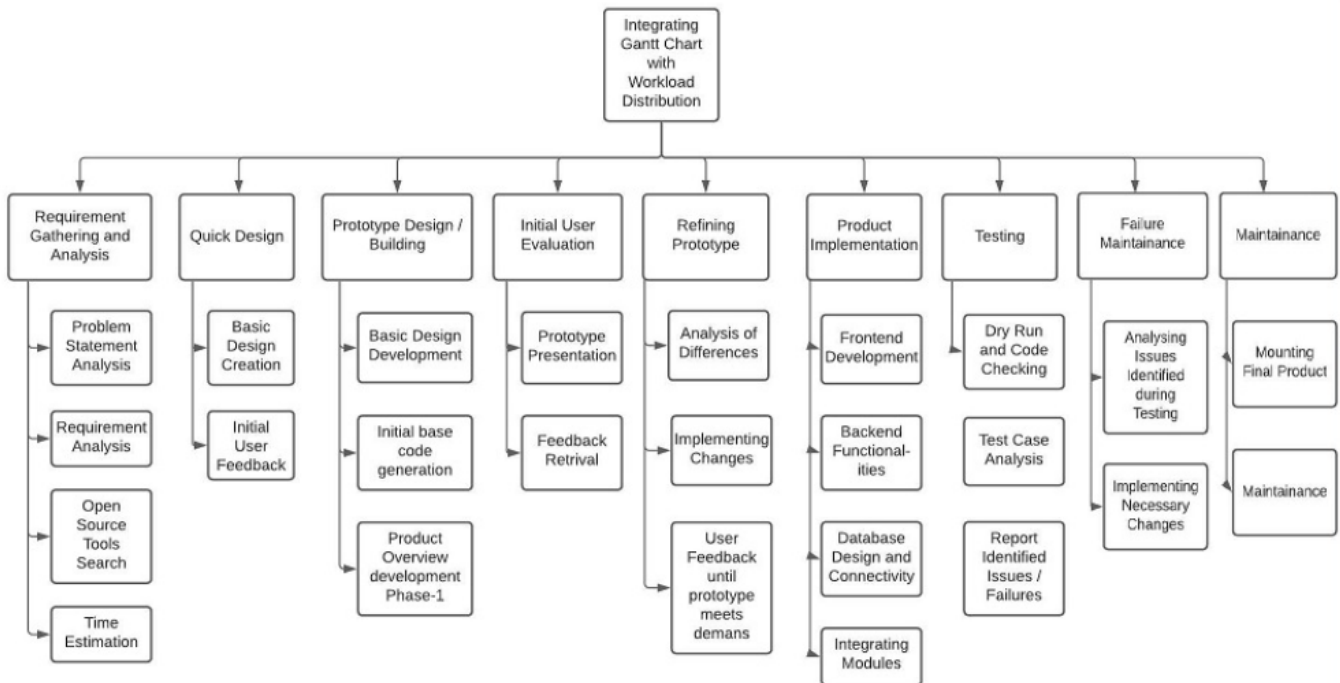 Integrating
Gantt Chart
with
Workload
Distribution
Requirement
Gathering and
Analysis
Quick Design
Prototype Design /
Building
Initial User
Evaluation
Refining
Prototype
Product
Implementation
Testing
Failure
Maintainance
Maintainance
Problem
Statement
Analysis
Requirement
Analysis
Open
Source
Tools
Search
Time
Estimation
Basic
Design
Creation
Initial
User
Feedback
Basic Design
Development
Initial base
code
generation
Product
Overview
development
Phase-1
Prototype
Presentation
Feedback
Retrival
Analysis of
Differences
Implementing
Changes
User
Feedback
until
prototype
meets
demans
Frontend
Development
Backend
Functional-
ities
Database
Design and
Connectivity
Integrating
Modules
Dry Run
and Code
Checking
Test Case
Analysis
Report
Identified
Issues /
Failures
Analysing
Issues
Identified
during
Testing
Implementing
Necessary
Changes
Mounting
Final Product
Maintainance